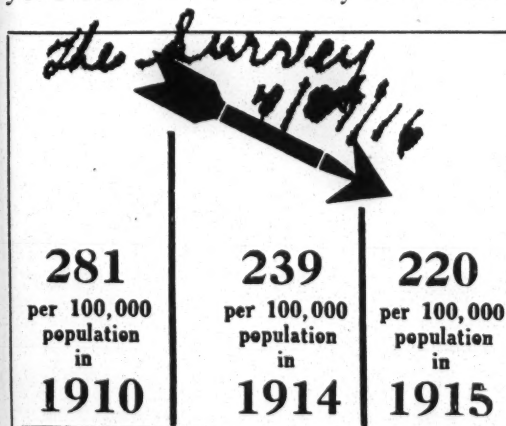 The Survey
281
per 100,000
population
in
1910
239
per 100,000
population
in
1914
220
per 100,000
population
in
1915